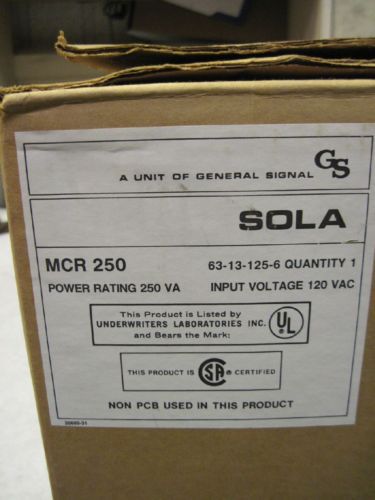 GS
A UNIT OF GENERAL SIGNAL
SOLA
MCR 250 63-13-125-6 QUANTITY 1
POWER RATING 250 VA INPUT VOLTAGE 120 VAC
This Product is Listed by
UNDERWRITERS LABORATORIES INC.
and Bears the Mark:
UL
THIS PRODUCT IS SA ® CERTIFIED
NON PCB USED IN THIS PRODUCT